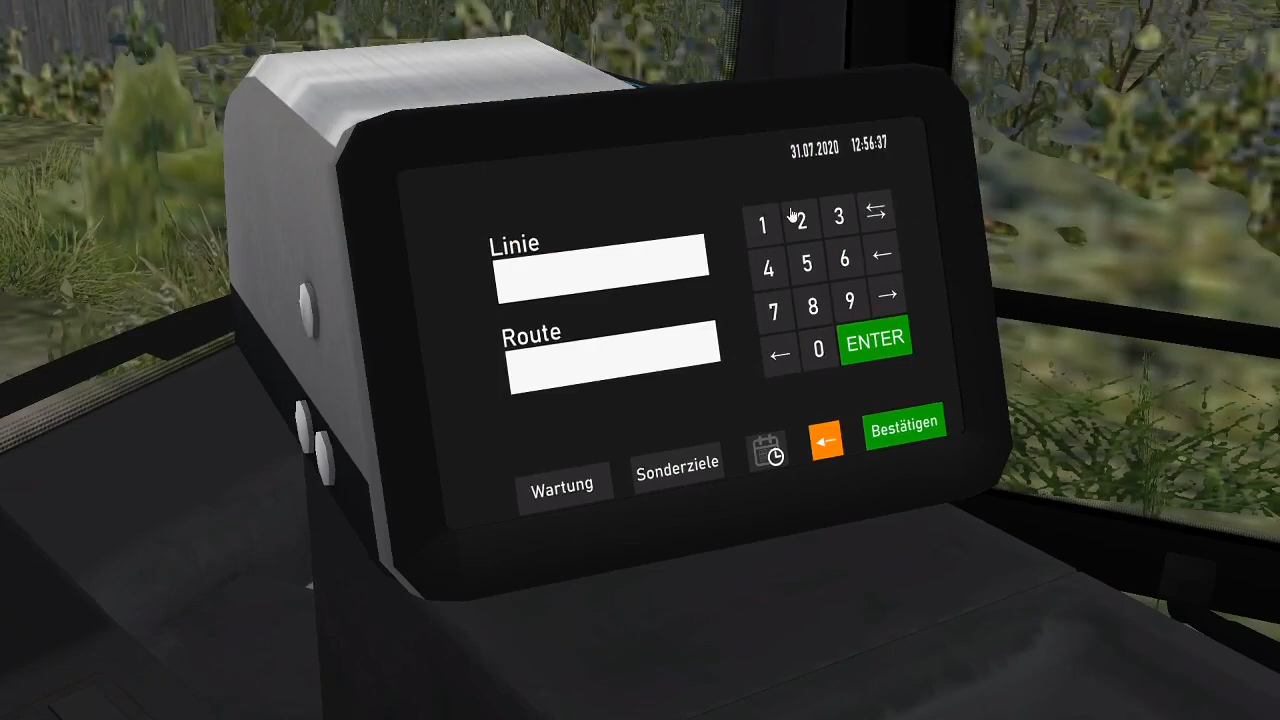 31.07.2020 12:56:37
Linie
Route
1 2 3 ⇆
4 5 6 ←
7 8 9 →
← 0 ENTER
Wartung Sonderziele ← Bestätigen